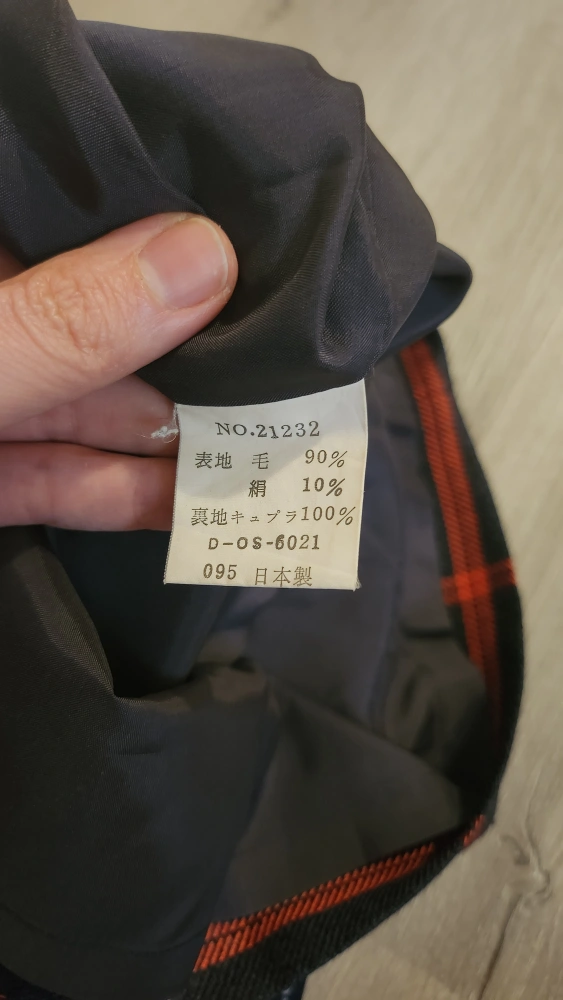 NO.21232
表地 毛 90%
絹 10%
裏地キュプラ100%
D-OS-6021
095 日本製